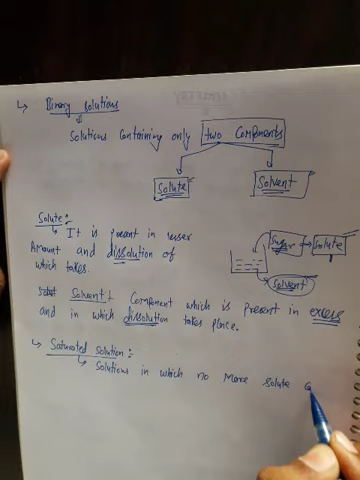 ↳ Binary solutions
Solutions containing only two Components
Solute Solvent
Solute:-
↳ It is present in
Amount and dissolution of
which takes.
Sugar → Solute
Solvent
Solvent:- Component which is present in excess
and in which dissolution takes place.
↳ Saturated Solution:-
↳ Solutions in which no more solute